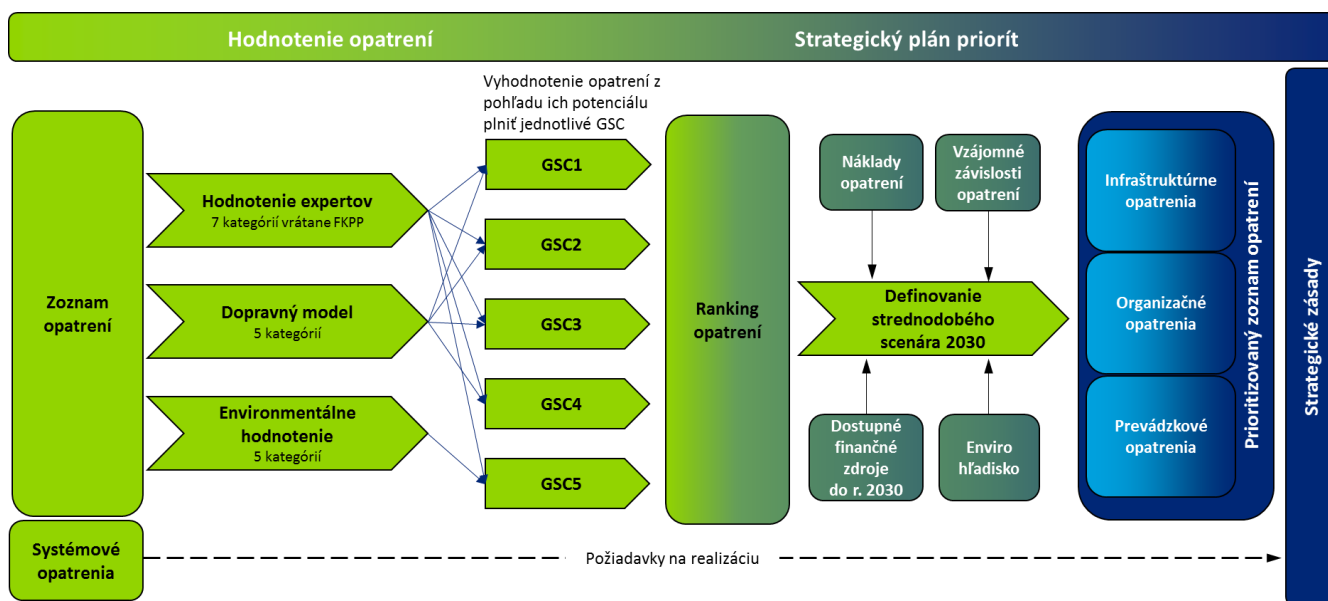 Hodnotenie opatrení
Strategický plán priorít
Vyhodnotenie opatrení z
pohľadu ich potenciálu
plniť jednotlivé GSC
Zoznam
opatrení
Hodnotenie expertov
7 kategórií vrátane FKPP
Dopravný model
5 kategórií
Environmentálne
hodnotenie
5 kategórií
GSC1
GSC2
GSC3
GSC4
GSC5
Ranking
opatrení
Náklady
opatrení
Vzájomné
závislosti
opatrení
Definovanie
strednodobého
scenára 2030
Dostupné
finančné
zdroje
do r. 2030
Enviro
hľadisko
Infraštruktúrne
opatrenia
Organizačné
opatrenia
Prevádzkové
opatrenia
Prioritizovaný zoznam opatrení
Strategické zásady
Systémové
opatrenia
Požiadavky na realizáciu